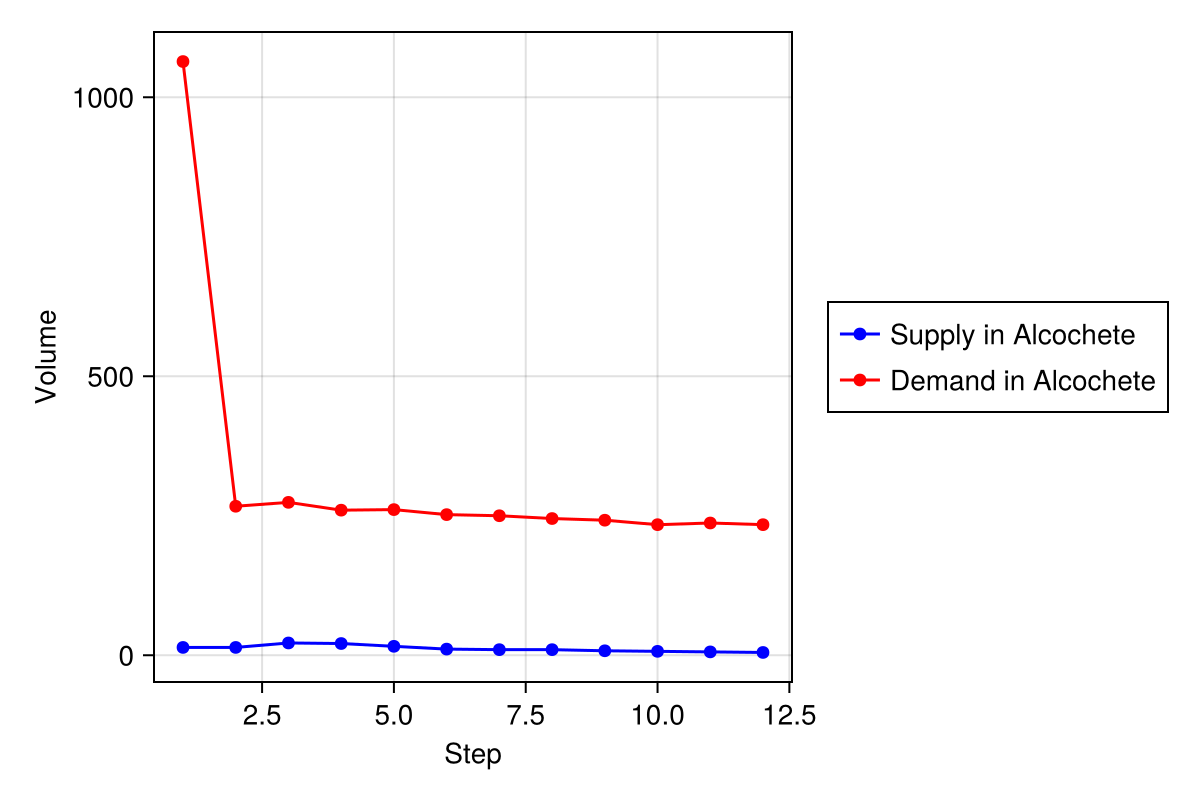 1000
500
0
Volume
2.5 5.0 7.5 10.0 12.5
Step
Supply in Alcochete
Demand in Alcochete